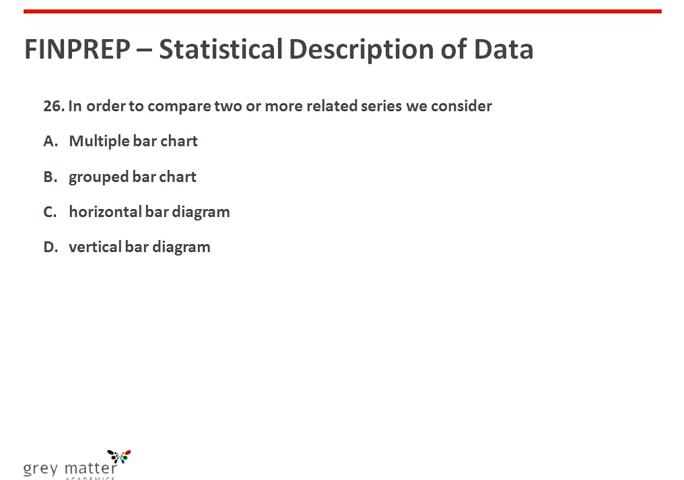 FINPREP – Statistical Description of Data
26. In order to compare two or more related series we consider
A. Multiple bar chart
B. grouped bar chart
C. horizontal bar diagram
D. vertical bar diagram
grey matter
ACADEMICS